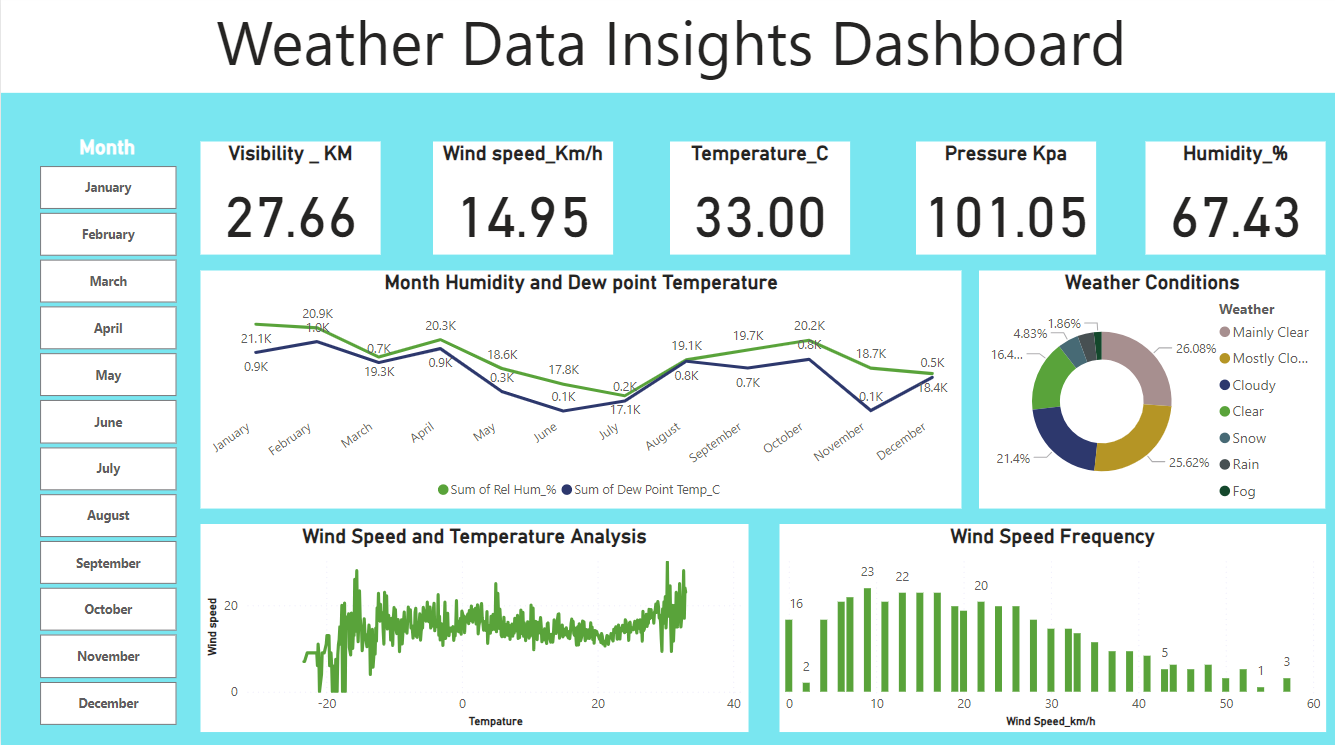 Weather Data Insights Dashboard
Month
January
February
March
April
May
June
July
August
September
October
November
December
Visibility _ KM
27.66
Wind speed_Km/h
14.95
Temperature_C
33.00
Pressure Kpa
101.05
Humidity_%
67.43
Month Humidity and Dew point Temperature
21.1K 20.9K 19.3K 20.3K 18.6K 17.8K 17.1K 19.1K 19.7K 20.2K 18.7K 18.4K
0.9K 1.0K 0.7K 0.9K 0.3K 0.1K 0.2K 0.8K 0.7K 0.8K 0.1K 0.5K
January February March April May June July August September October November December
Sum of Rel Hum_% Sum of Dew Point Temp_C
Weather Conditions
26.08%
25.62%
21.4%
16.4...
4.83%
1.86%
Weather
Mainly Clear
Mostly Clo...
Cloudy
Clear
Snow
Rain
Fog
Wind Speed and Temperature Analysis
Wind speed
20
0
-20 0 20 40
Tempature
Wind Speed Frequency
16 2 23 22 20 5 1 3
0 10 20 30 40 50 60
Wind Speed_km/h